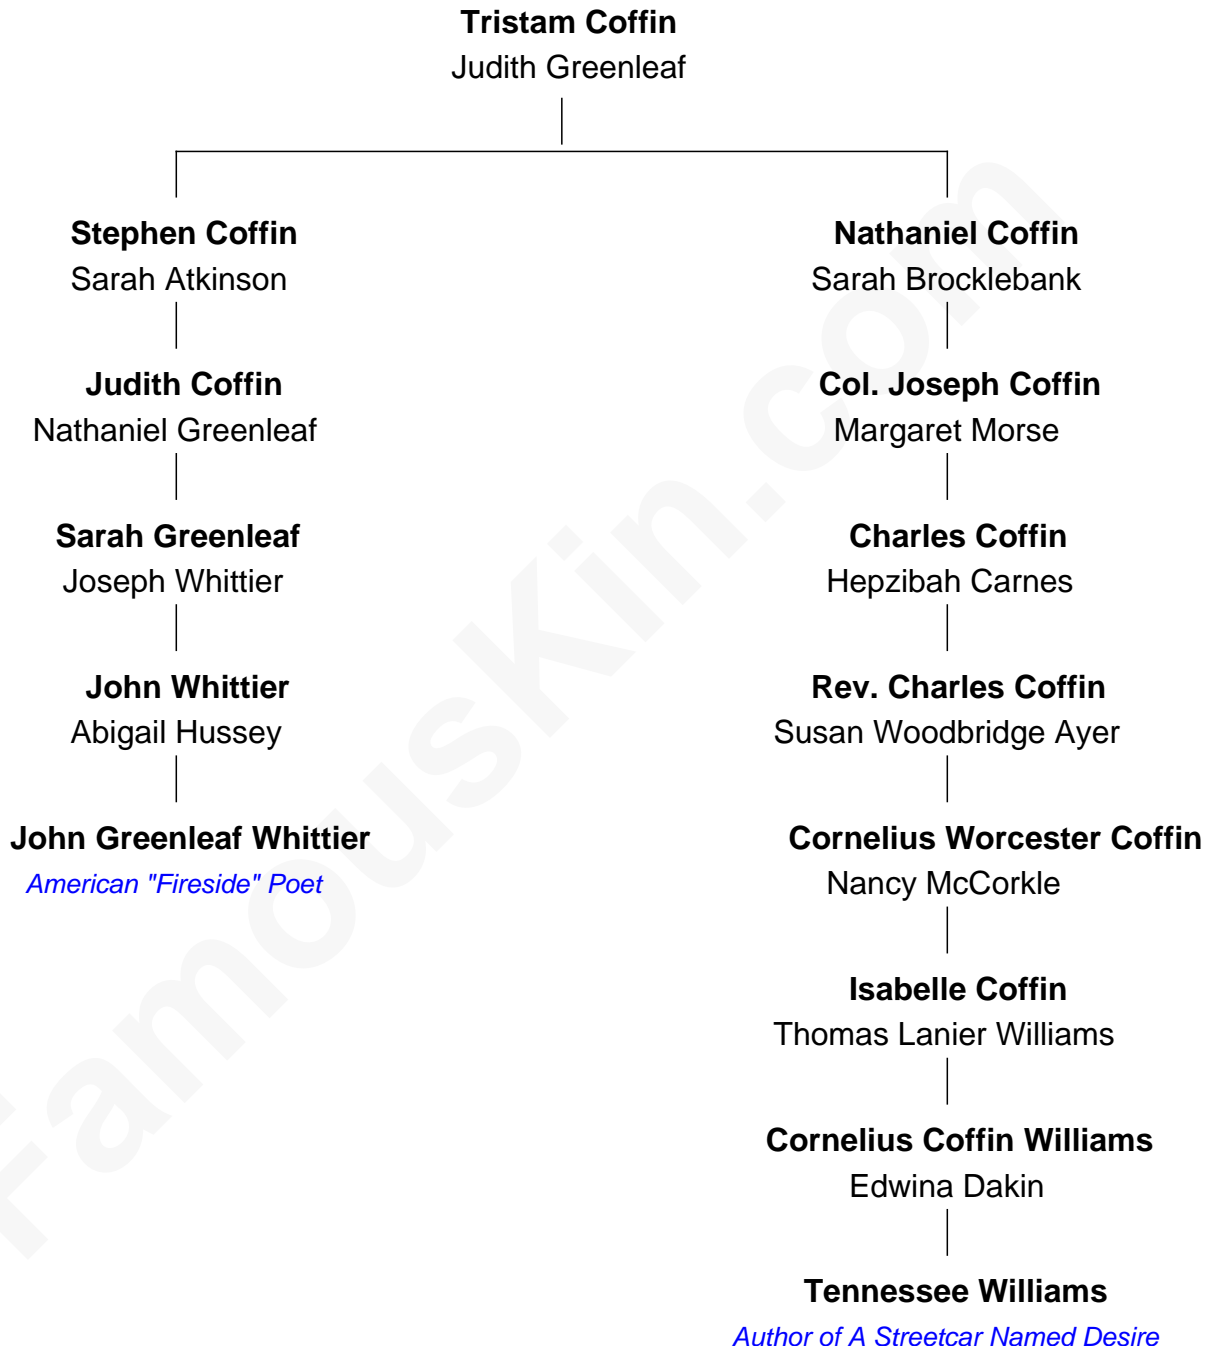 Tristam Coffin
Judith Greenleaf
Stephen Coffin
Sarah Atkinson
Judith Coffin
Nathaniel Greenleaf
Sarah Greenleaf
Joseph Whittier
John Whittier
Abigail Hussey
John Greenleaf Whittier
American "Fireside" Poet
Nathaniel Coffin
Sarah Brocklebank
Col. Joseph Coffin
Margaret Morse
Charles Coffin
Hepzibah Carnes
Rev. Charles Coffin
Susan Woodbridge Ayer
Cornelius Worcester Coffin
Nancy McCorkle
Isabelle Coffin
Thomas Lanier Williams
Cornelius Coffin Williams
Edwina Dakin
Tennessee Williams
Author of A Streetcar Named Desire
FamousKin.com